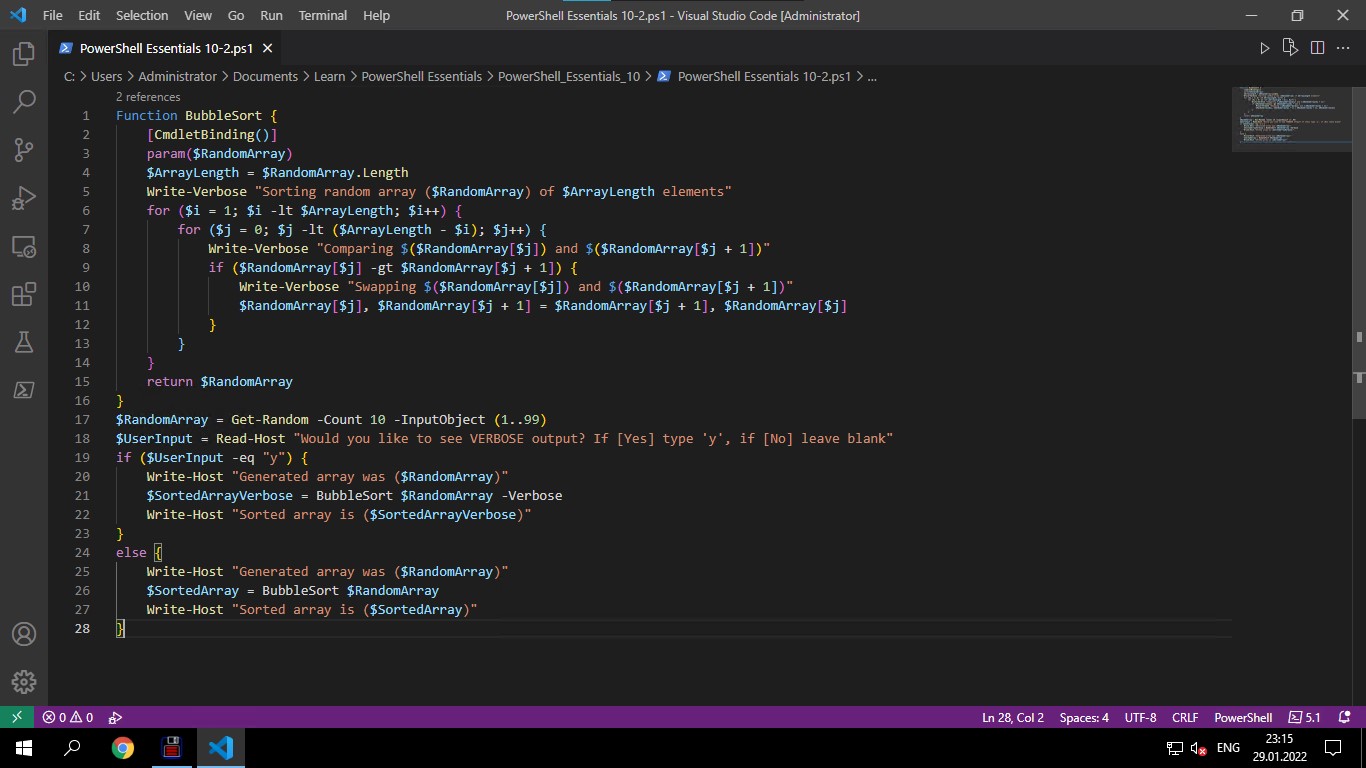 File Edit Selection View Go Run Terminal Help PowerShell Essentials 10-2.ps1 - Visual Studio Code [Administrator]
PowerShell Essentials 10-2.ps1
C: > Users > Administrator > Documents > Learn > PowerShell Essentials > PowerShell_Essentials_10 > PowerShell Essentials 10-2.ps1 > ...
2 references
1 Function BubbleSort {
2     [CmdletBinding()]
3     param($RandomArray)
4     $ArrayLength = $RandomArray.Length
5     Write-Verbose "Sorting random array ($RandomArray) of $ArrayLength elements"
6     for ($i = 1; $i -lt $ArrayLength; $i++) {
7         for ($j = 0; $j -lt ($ArrayLength - $i); $j++) {
8             Write-Verbose "Comparing $($RandomArray[$j]) and $($RandomArray[$j + 1])"
9             if ($RandomArray[$j] -gt $RandomArray[$j + 1]) {
10                 Write-Verbose "Swapping $($RandomArray[$j]) and $($RandomArray[$j + 1])"
11                 $RandomArray[$j], $RandomArray[$j + 1] = $RandomArray[$j + 1], $RandomArray[$j]
12             }
13         }
14     }
15     return $RandomArray
16 }
17 $RandomArray = Get-Random -Count 10 -InputObject (1..99)
18 $UserInput = Read-Host "Would you like to see VERBOSE output? If [Yes] type 'y', if [No] leave blank"
19 if ($UserInput -eq "y") {
20     Write-Host "Generated array was ($RandomArray)"
21     $SortedArrayVerbose = BubbleSort $RandomArray -Verbose
22     Write-Host "Sorted array is ($SortedArrayVerbose)"
23 }
24 else {
25     Write-Host "Generated array was ($RandomArray)"
26     $SortedArray = BubbleSort $RandomArray
27     Write-Host "Sorted array is ($SortedArray)"
28 }
0 0 Ln 28, Col 2 Spaces: 4 UTF-8 CRLF PowerShell 5.1
ENG 23:15
29.01.2022